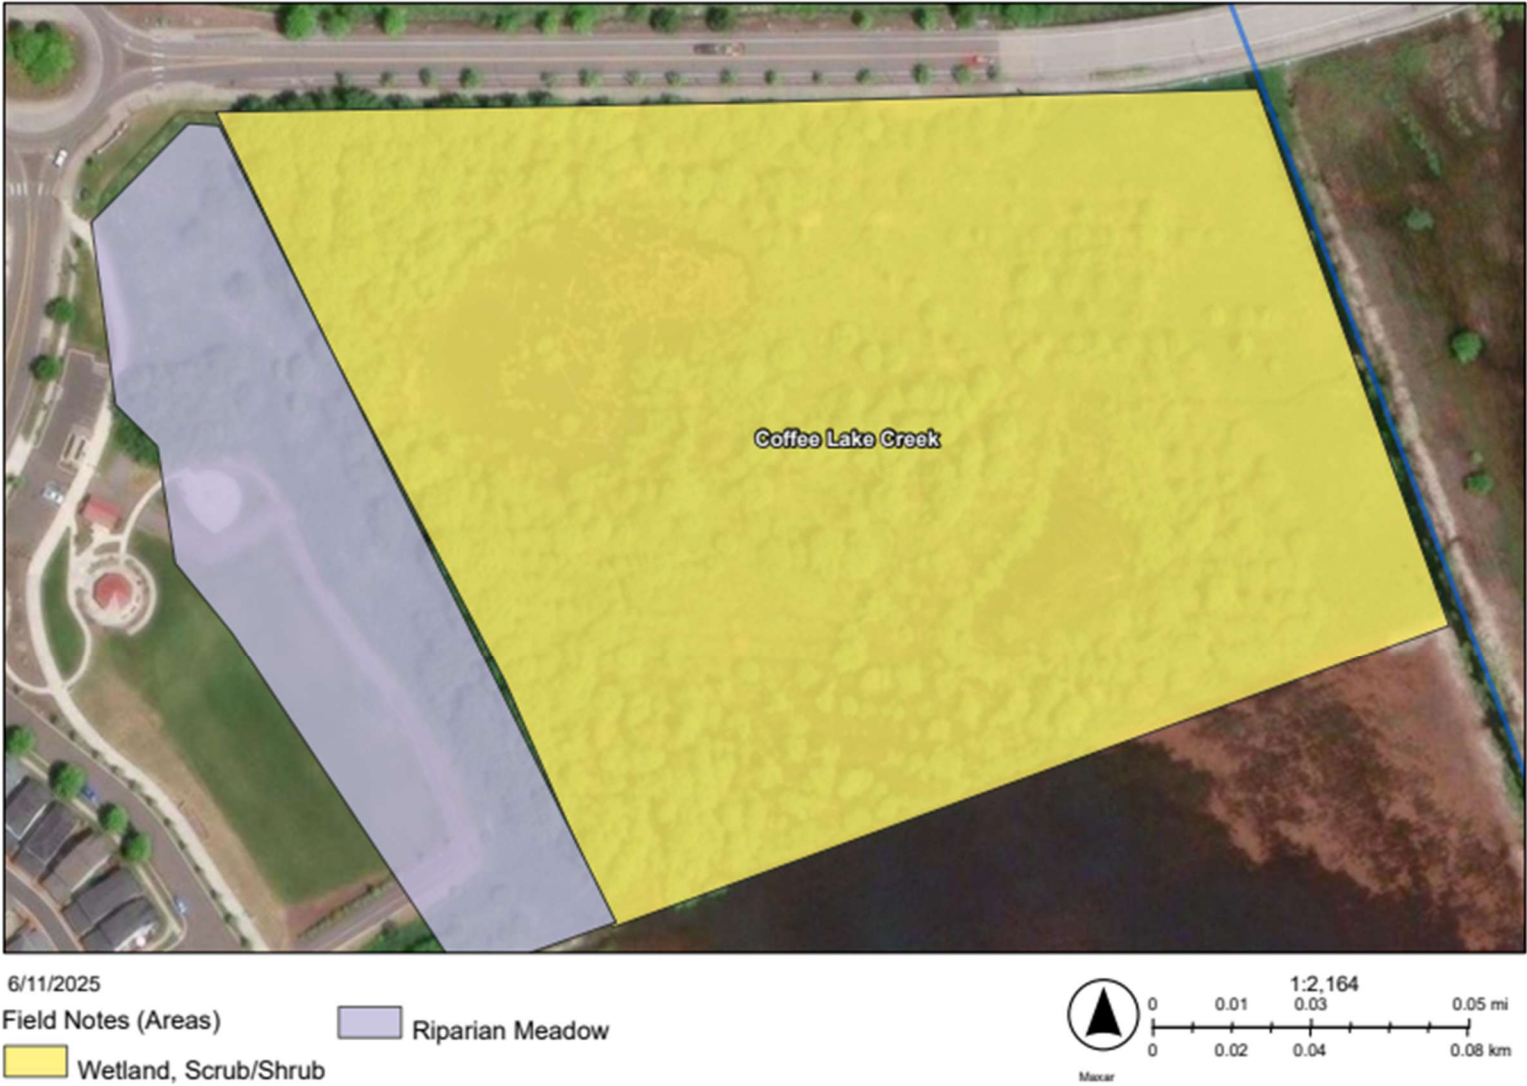 Coffee Lake Creek
6/11/2025
Field Notes (Areas)
Wetland, Scrub/Shrub
Riparian Meadow
1:2,164
0 0.01 0.03 0.05 mi
0 0.02 0.04 0.08 km
Maxar